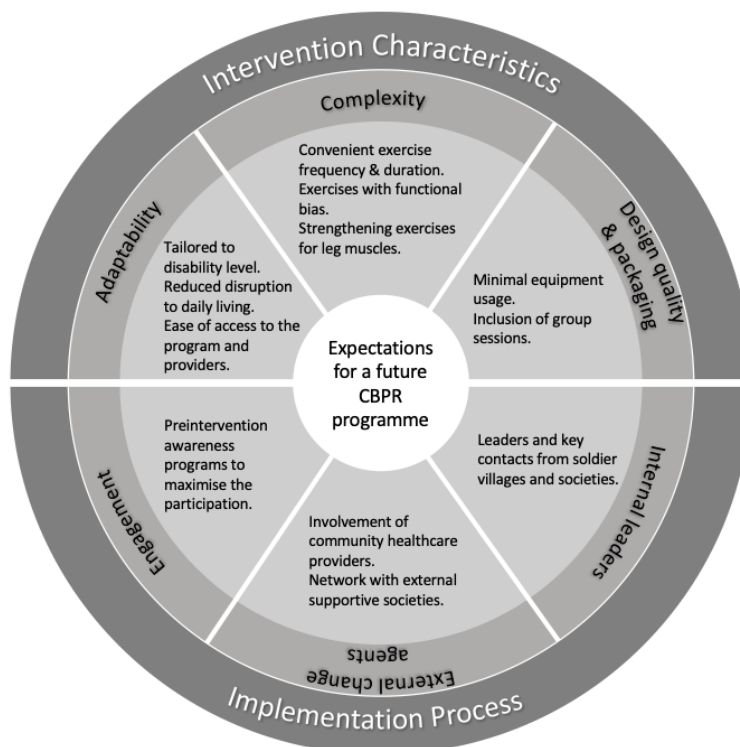 Intervention Characteristics
Complexity
Convenient exercise
frequency & duration.
Exercises with functional
bias.
Strengthening exercises
for leg muscles.
Adaptability
Tailored to
disability level.
Reduced disruption
to daily living.
Ease of access to the
program and
providers.
Design quality
& packaging
Minimal equipment
usage.
Inclusion of group
sessions.
Expectations
for a future
CBPR
programme
Engagement
Preintervention
awareness
programs to
maximise the
participation.
Leaders and key
contacts from soldier
villages and societies.
Internal leaders
Involvement of
community healthcare
providers.
Network with external
supportive societies.
External change
agents
Implementation Process